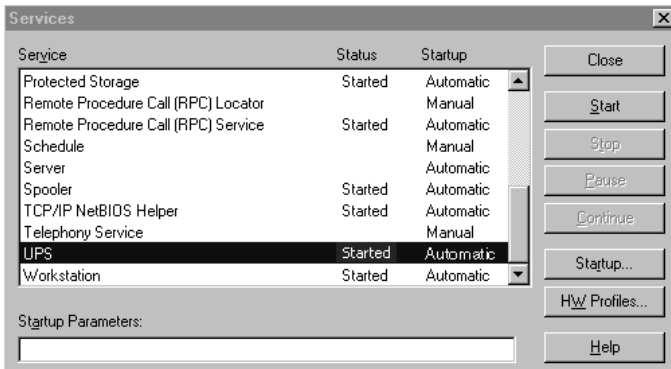 Services
Service Status Startup
Protected Storage Started Automatic
Remote Procedure Call (RPC) Locator Manual
Remote Procedure Call (RPC) Service Started Automatic
Schedule Manual
Server Automatic
Spooler Started Automatic
TCP/IP NetBIOS Helper Started Automatic
Telephony Service Manual
UPS Started Automatic
Workstation Started Automatic
Startup Parameters:
Close
Start
Stop
Pause
Continue
Startup...
HW Profiles...
Help